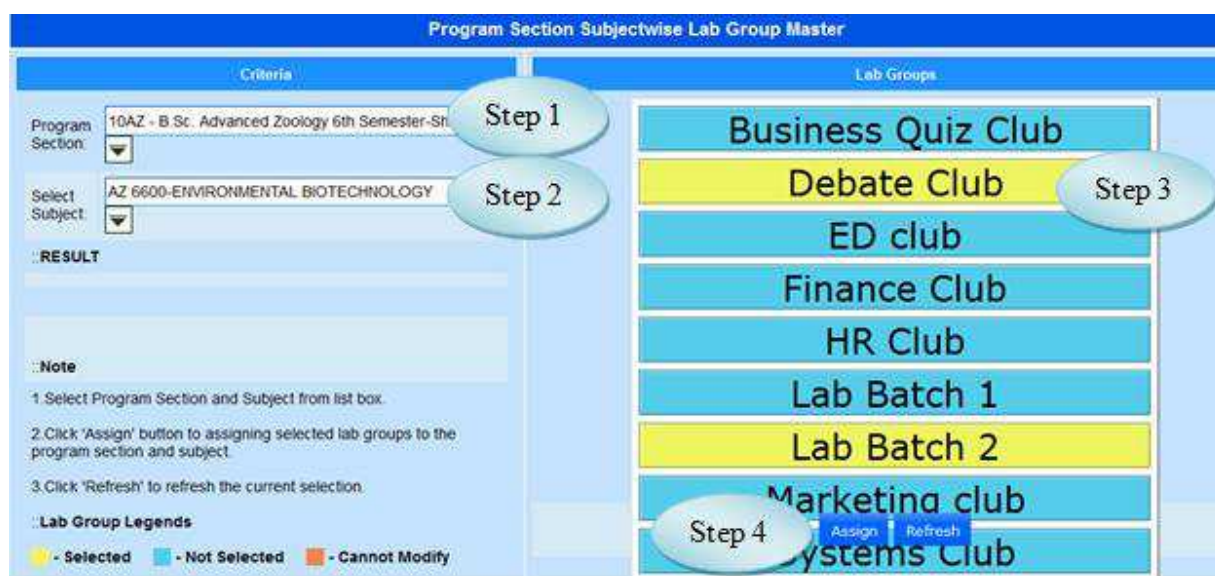 Program Section Subjectwise Lab Group Master
Criteria
Program Section:
10AZ - B.Sc. Advanced Zoology 6th Semester-Sh
Step 1
Select Subject:
AZ 6600-ENVIRONMENTAL BIOTECHNOLOGY
Step 2
::RESULT
::Note
1.Select Program Section and Subject from list box.
2.Click 'Assign' button to assigning selected lab groups to the
program section and subject.
3.Click 'Refresh' to refresh the current selection.
::Lab Group Legends
- Selected - Not Selected - Cannot Modify
Lab Groups
Business Quiz Club
Debate Club
Step 3
ED club
Finance Club
HR Club
Lab Batch 1
Lab Batch 2
Marketing club
Step 4
Assign Refresh
Systems Club